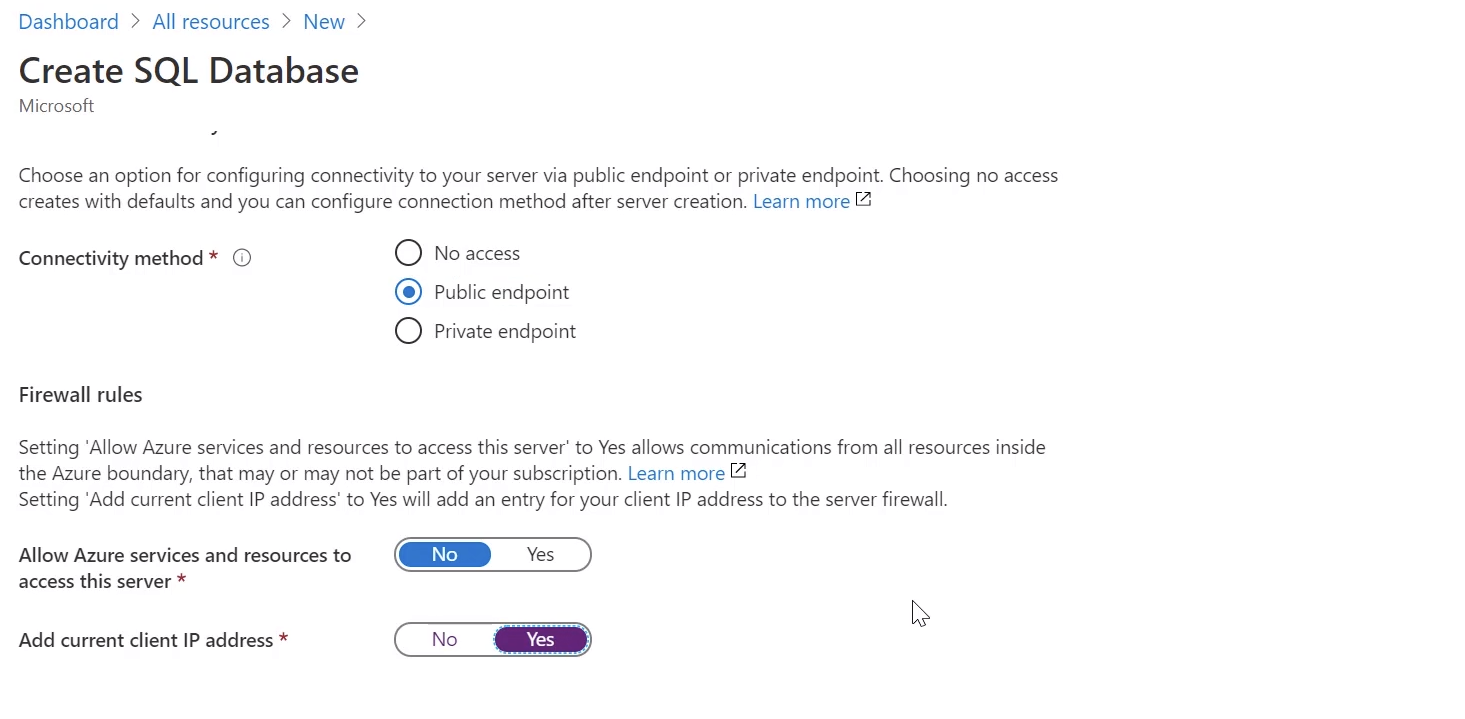 Dashboard > All resources > New >
Create SQL Database
Microsoft
Choose an option for configuring connectivity to your server via public endpoint or private endpoint. Choosing no access
creates with defaults and you can configure connection method after server creation. Learn more
Connectivity method *
No access
Public endpoint
Private endpoint
Firewall rules
Setting 'Allow Azure services and resources to access this server' to Yes allows communications from all resources inside
the Azure boundary, that may or may not be part of your subscription. Learn more
Setting 'Add current client IP address' to Yes will add an entry for your client IP address to the server firewall.
Allow Azure services and resources to
access this server *
No Yes
Add current client IP address *
No Yes